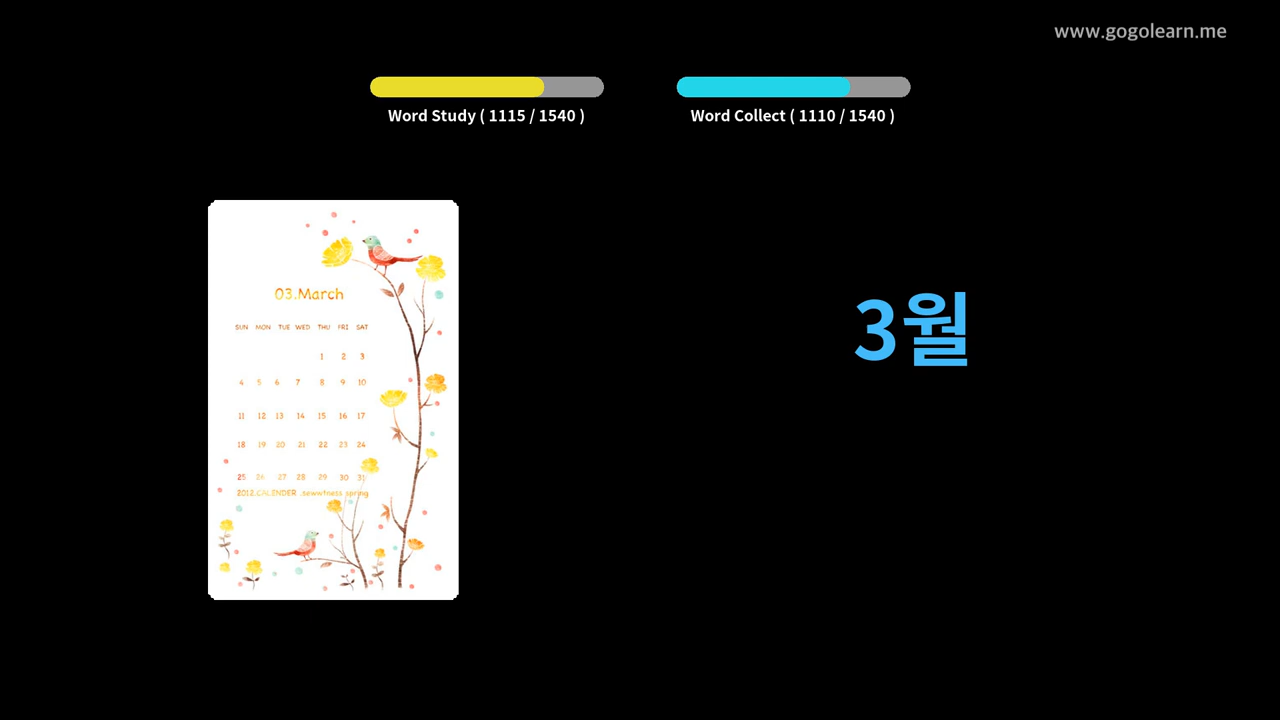 www.gogolearn.me
Word Study ( 1115 / 1540 )
Word Collect ( 1110 / 1540 )
03.March
SUN MON TUE WED THU FRI SAT
1 2 3
4 5 6 7 8 9 10
11 12 13 14 15 16 17
18 19 20 21 22 23 24
25 26 27 28 29 30 31
2012.CALENDER .sewwtness spring
3월